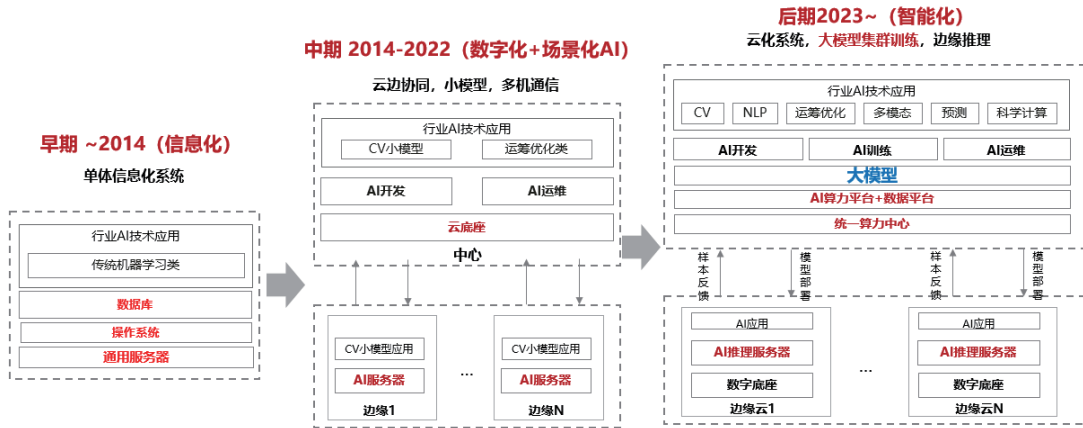 早期 ~2014（信息化）
单体信息化系统
行业AI技术应用
传统机器学习类
数据库
操作系统
通用服务器
中期 2014-2022（数字化+场景化AI）
云边协同，小模型，多机通信
行业AI技术应用
CV小模型
运筹优化类
AI开发
AI运维
云底座
中心
CV小模型应用
AI服务器
边缘1
...
CV小模型应用
AI服务器
边缘N
后期2023~（智能化）
云化系统，大模型集群训练，边缘推理
行业AI技术应用
CV
NLP
运筹优化
多模态
预测
科学计算
AI开发
AI训练
AI运维
大模型
AI算力平台+数据平台
统一算力中心
样本反馈
模型部署
样本反馈
模型部署
AI应用
AI推理服务器
数字底座
边缘云1
...
AI应用
AI推理服务器
数字底座
边缘云N